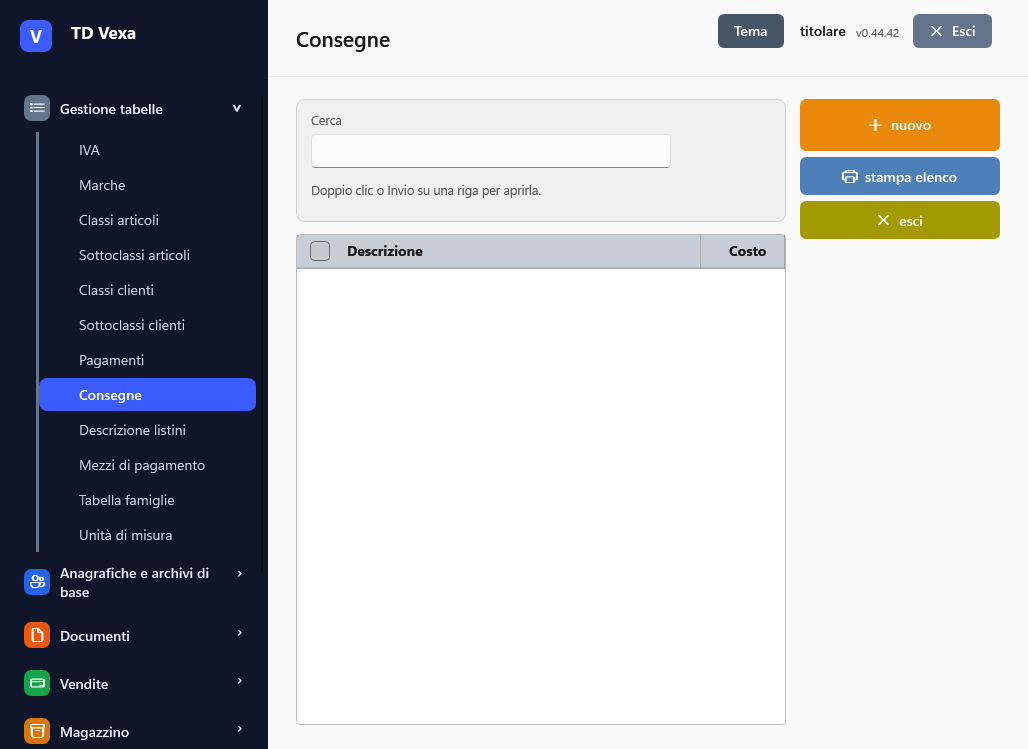 V
TD Vexa
Consegne
Tema
titolare
v0.44.42
Esci
Gestione tabelle
IVA
Marche
Classi articoli
Sottoclassi articoli
Classi clienti
Sottoclassi clienti
Pagamenti
Consegne
Descrizione listini
Mezzi di pagamento
Tabella famiglie
Unità di misura
Anagrafiche e archivi di
base
Documenti
Vendite
Magazzino
Cerca
Doppio clic o Invio su una riga per aprirla.
Descrizione
Costo
nuovo
stampa elenco
esci